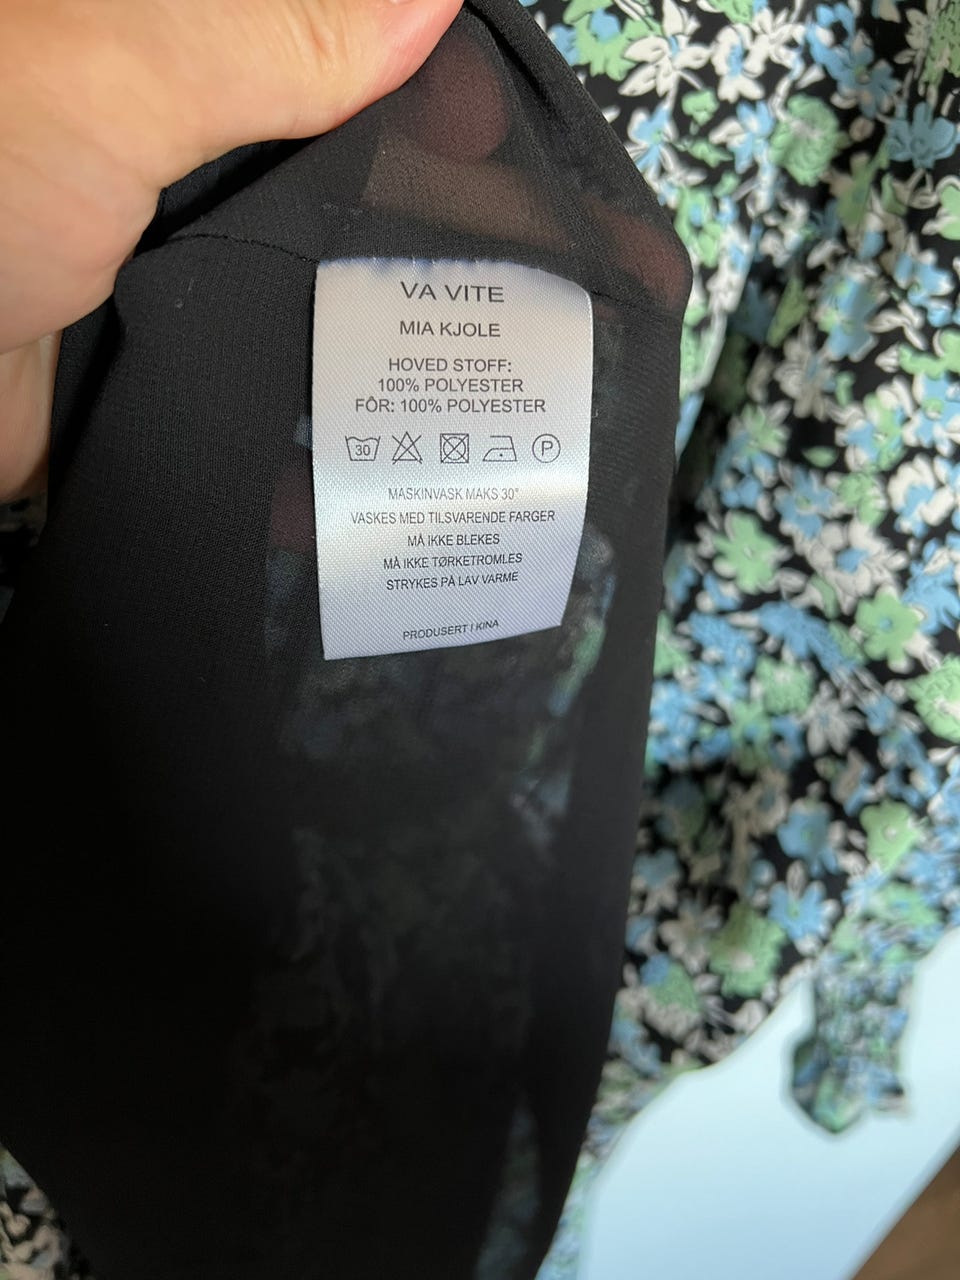 VA VITE
MIA KJOLE
HOVED STOFF:
100% POLYESTER
FÔR: 100% POLYESTER
30 P
MASKINVASK MAKS 30°
VASKES MED TILSVARENDE FARGER
MÅ IKKE BLEKES
MÅ IKKE TØRKETROMLES
STRYKES PÅ LAV VARME
PRODUSERT I KINA